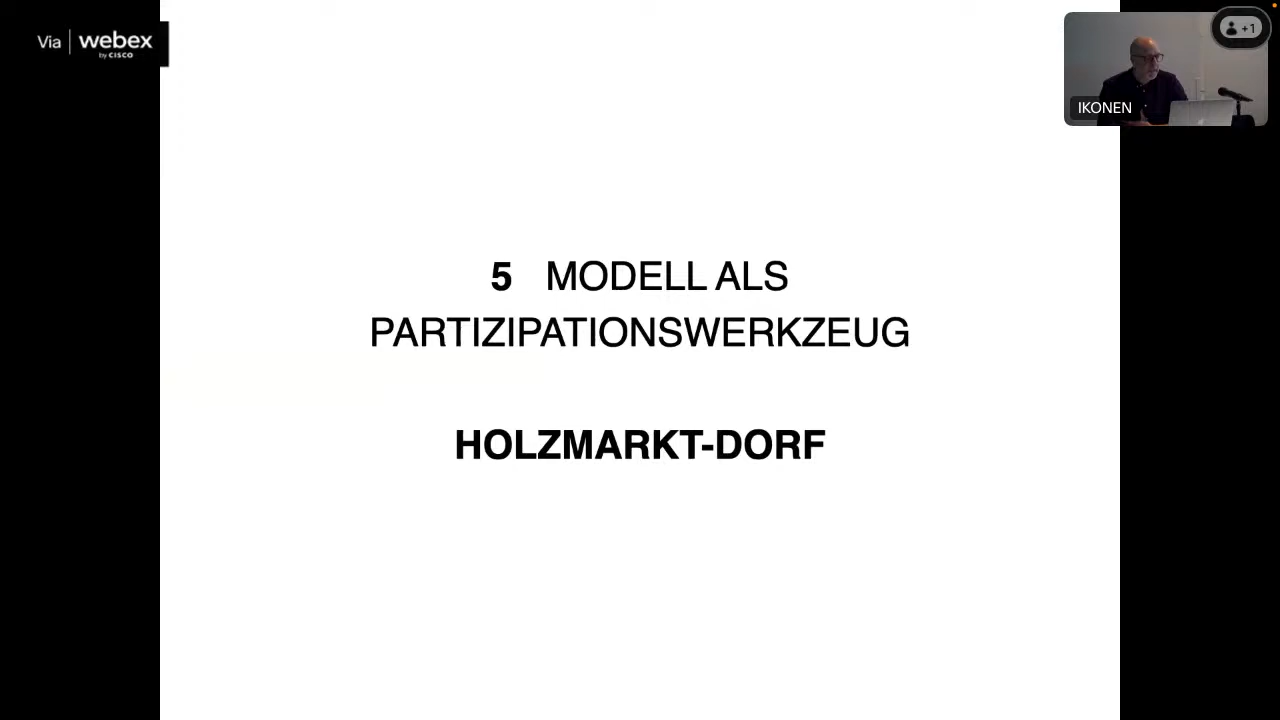 Via webex
by CISCO
+1
IKONEN
5 MODELL ALS
PARTIZIPATIONSWERKZEUG
HOLZMARKT-DORF